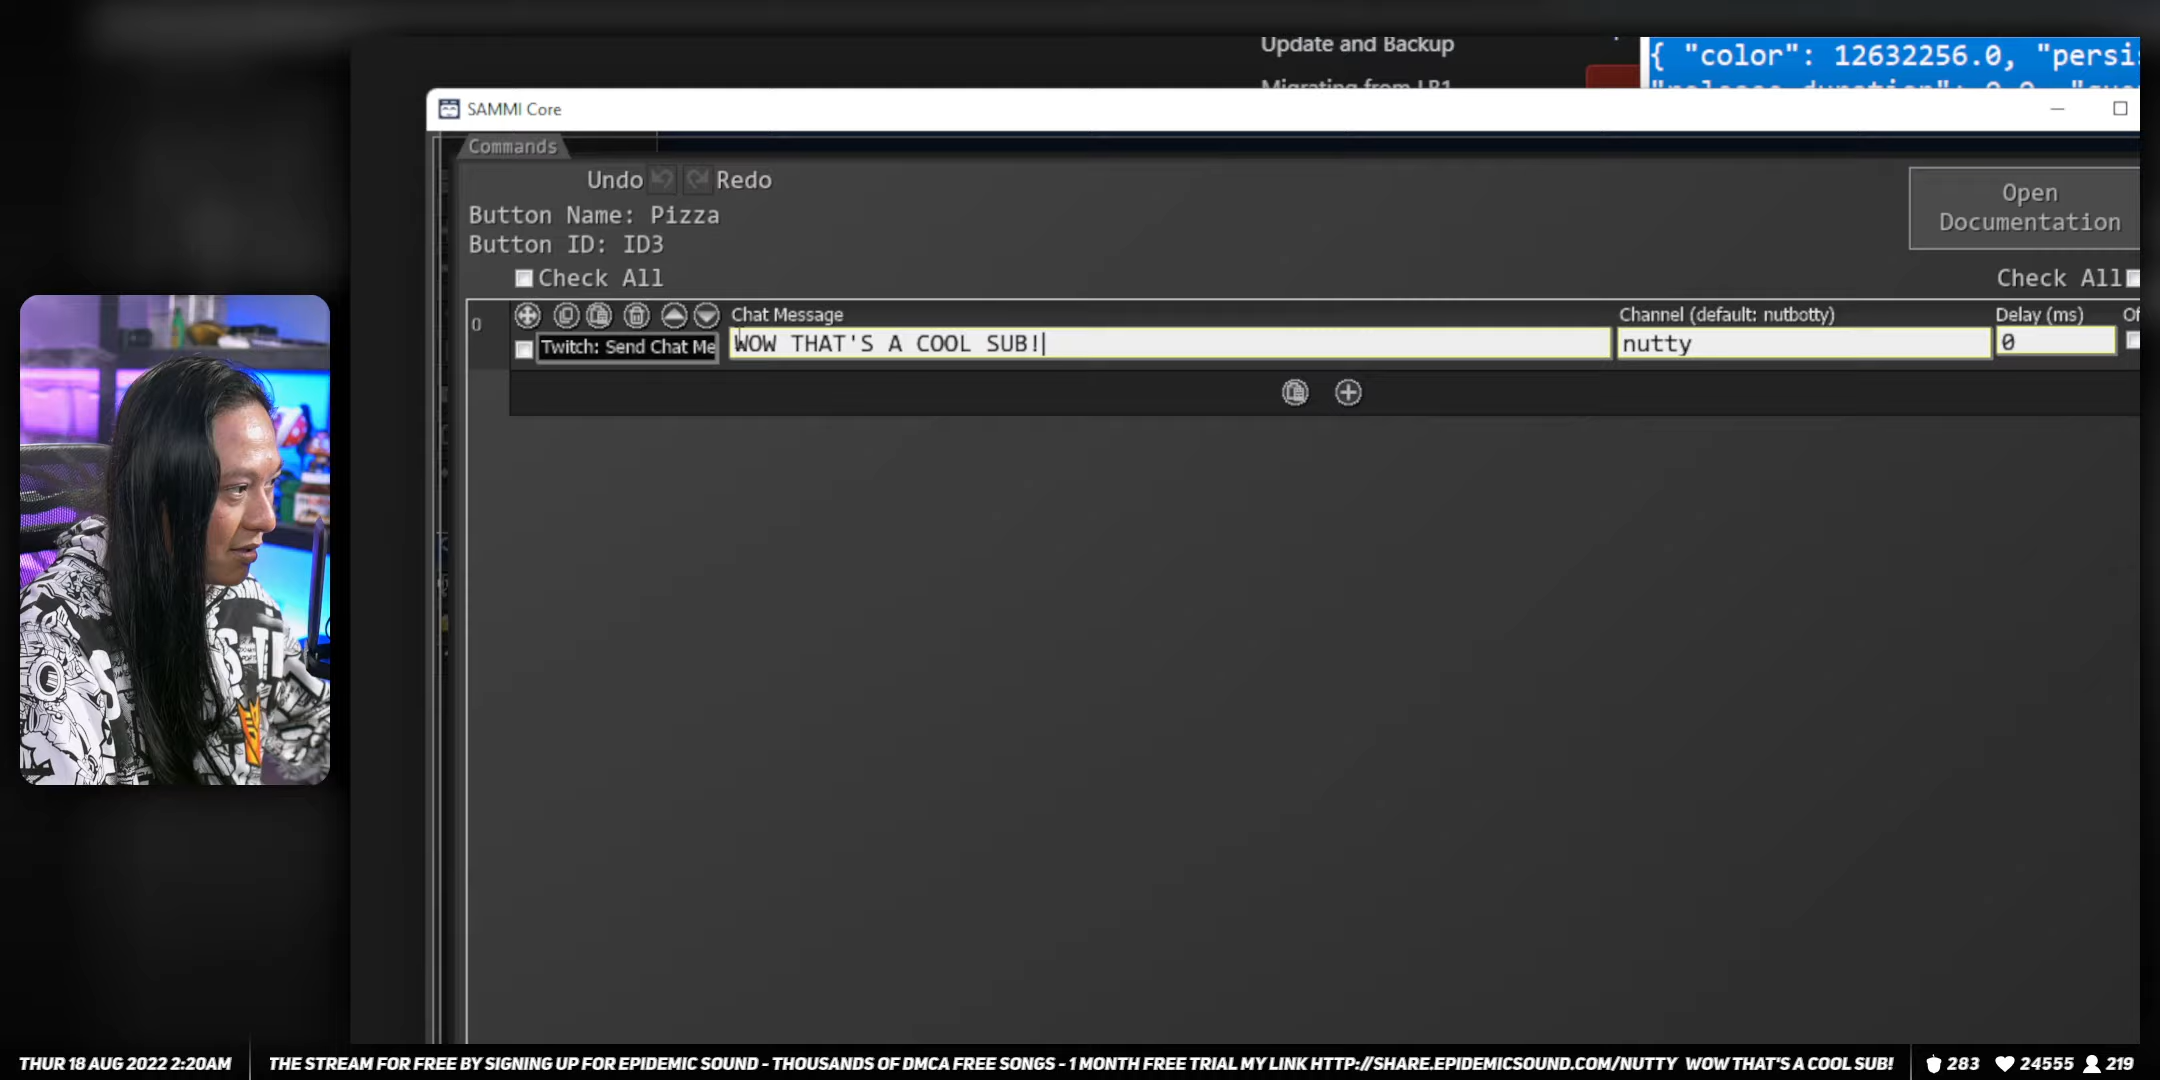 Update and Backup
{ "color": 12632256.0, "persis
Migrating from LB1
SAMMI Core
Commands
Undo Redo
Button Name: Pizza
Button ID: ID3
Open
Documentation
Check All
Check All
0
Chat Message
Channel (default: nutbotty)
Delay (ms)
Twitch: Send Chat Me
WOW THAT'S A COOL SUB!
nutty
0
THUR 18 AUG 2022 2:20AM
THE STREAM FOR FREE BY SIGNING UP FOR EPIDEMIC SOUND - THOUSANDS OF DMCA FREE SONGS - 1 MONTH FREE TRIAL MY LINK HTTP://SHARE.EPIDEMICSOUND.COM/NUTTY WOW THAT'S A COOL SUB!
283 24555 219